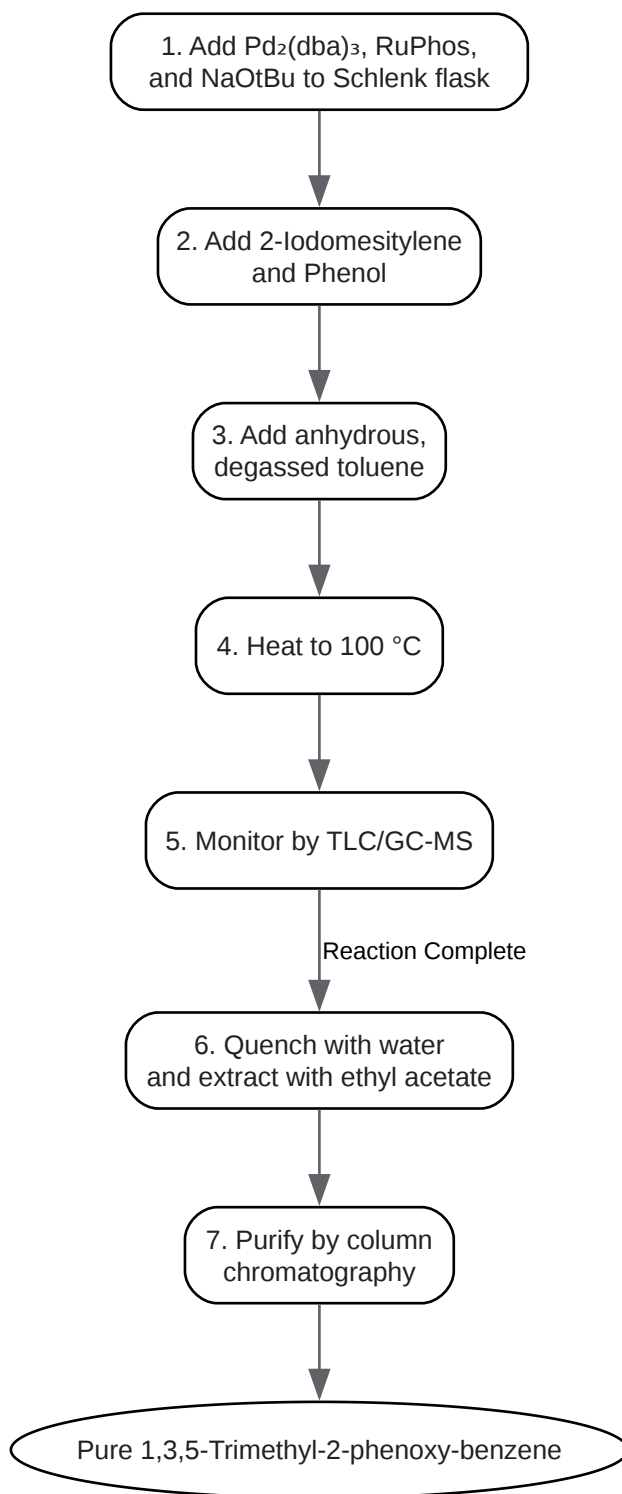 1. Add Pd₂(dba)₃, RuPhos,
and NaOtBu to Schlenk flask
2. Add 2-Iodomesitylene
and Phenol
3. Add anhydrous,
degassed toluene
4. Heat to 100 °C
5. Monitor by TLC/GC-MS
Reaction Complete
6. Quench with water
and extract with ethyl acetate
7. Purify by column
chromatography
Pure 1,3,5-Trimethyl-2-phenoxy-benzene